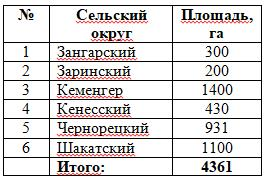 № Сельский округ Площадь, га
1 Зангарский 300
2 Заринский 200
3 Кеменгер 1400
4 Кенесский 430
5 Чернорецкий 931
6 Шакатский 1100
Итого: 4361